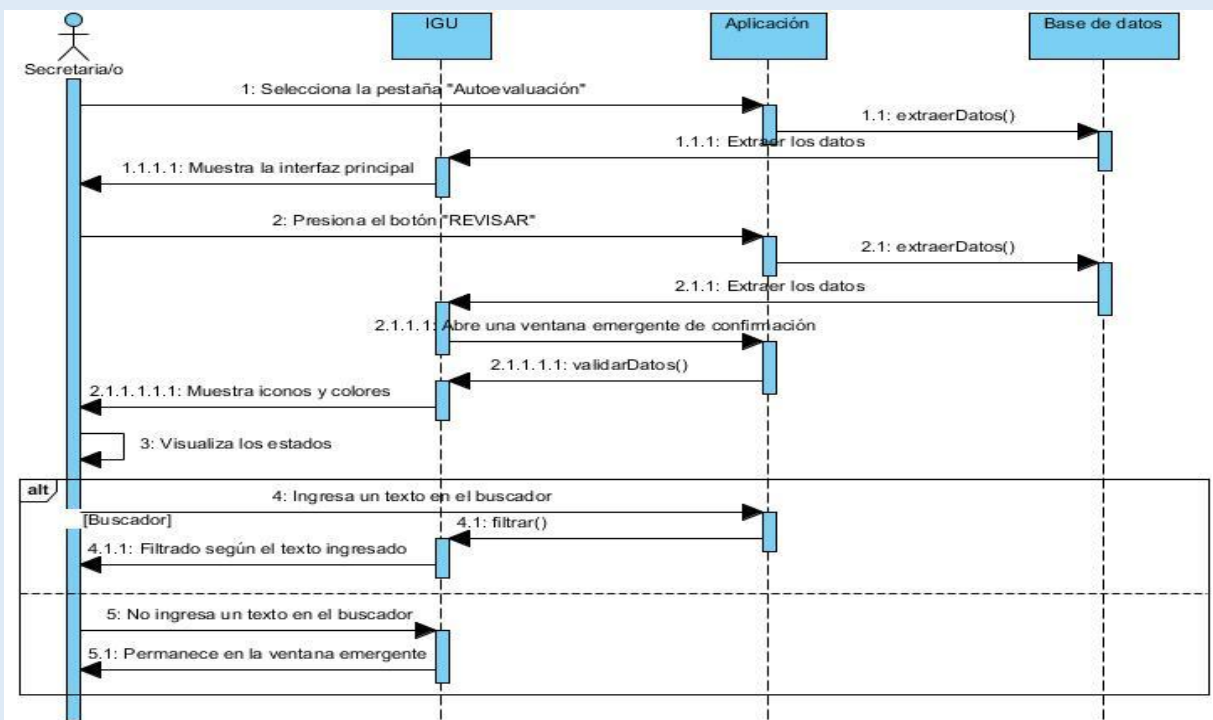 IGU
Aplicación
Base de datos
Secretaria/o
1: Selecciona la pestaña "Autoevaluación"
1.1: extraerDatos()
1.1.1: Extraer los datos
1.1.1.1: Muestra la interfaz principal
2: Presiona el botón "REVISAR"
2.1: extraerDatos()
2.1.1: Extraer los datos
2.1.1.1: Abre una ventana emergente de confirmación
2.1.1.1.1: validarDatos()
2.1.1.1.1.1: Muestra iconos y colores
3: Visualiza los estados
alt
4: Ingresa un texto en el buscador
[Buscador]
4.1: filtrar()
4.1.1: Filtrado según el texto ingresado
5: No ingresa un texto en el buscador
5.1: Permanece en la ventana emergente